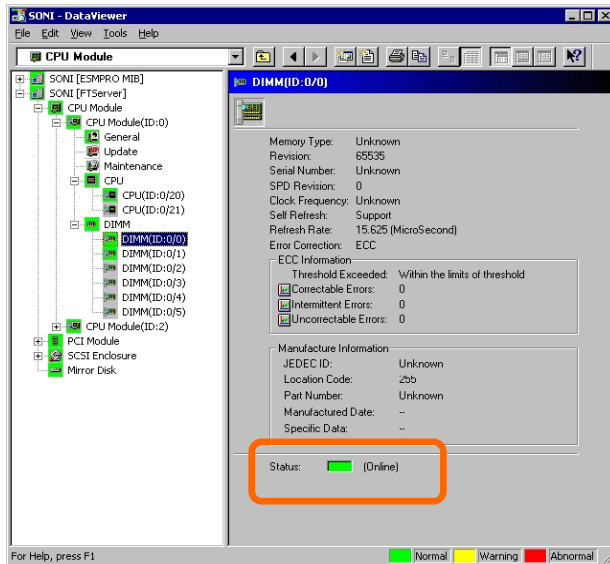 SONI - DataViewer
File Edit View Tools Help
CPU Module
SONI [ESMPRO MIB]
SONI [FTServer]
CPU Module
CPU Module(ID:0)
General
Update
Maintenance
CPU
CPU(ID:0/20)
CPU(ID:0/21)
DIMM
DIMM(ID:0/0)
DIMM(ID:0/1)
DIMM(ID:0/2)
DIMM(ID:0/3)
DIMM(ID:0/4)
DIMM(ID:0/5)
CPU Module(ID:2)
PCI Module
SCSI Enclosure
Mirror Disk
DIMM(ID:0/0)
Memory Type: Unknown
Revision: 65535
Serial Number: Unknown
SPD Revision: 0
Clock Frequency: Unknown
Self Refresh: Support
Refresh Rate: 15.625 (MicroSecond)
Error Correction: ECC
ECC Information
Threshold Exceeded: Within the limits of threshold
Correctable Errors: 0
Intermittent Errors: 0
Uncorrectable Errors: 0
Manufacture Information
JEDEC ID: Unknown
Location Code: 255
Part Number: Unknown
Manufactured Date: --
Specific Data: --
Status: (Online)
For Help, press F1
Normal Warning Abnormal